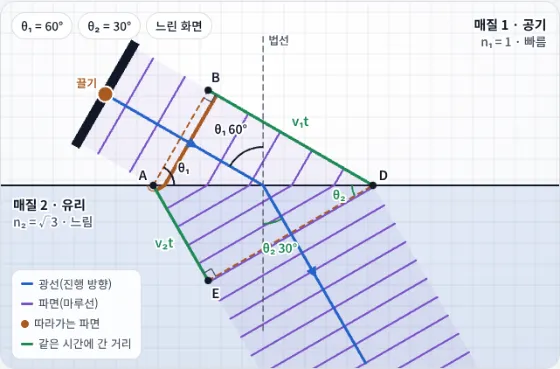 θ₁ = 60°
θ₂ = 30°
느린 화면
법선
매질 1 · 공기
n₁ = 1 · 빠름
끌기
B
θ₁ 60°
v₁t
A
θ₁
D
매질 2 · 유리
n₂ = √3 · 느림
θ₂
v₂t
θ₂ 30°
E
광선(진행 방향)
파면(마루선)
따라가는 파면
같은 시간에 간 거리